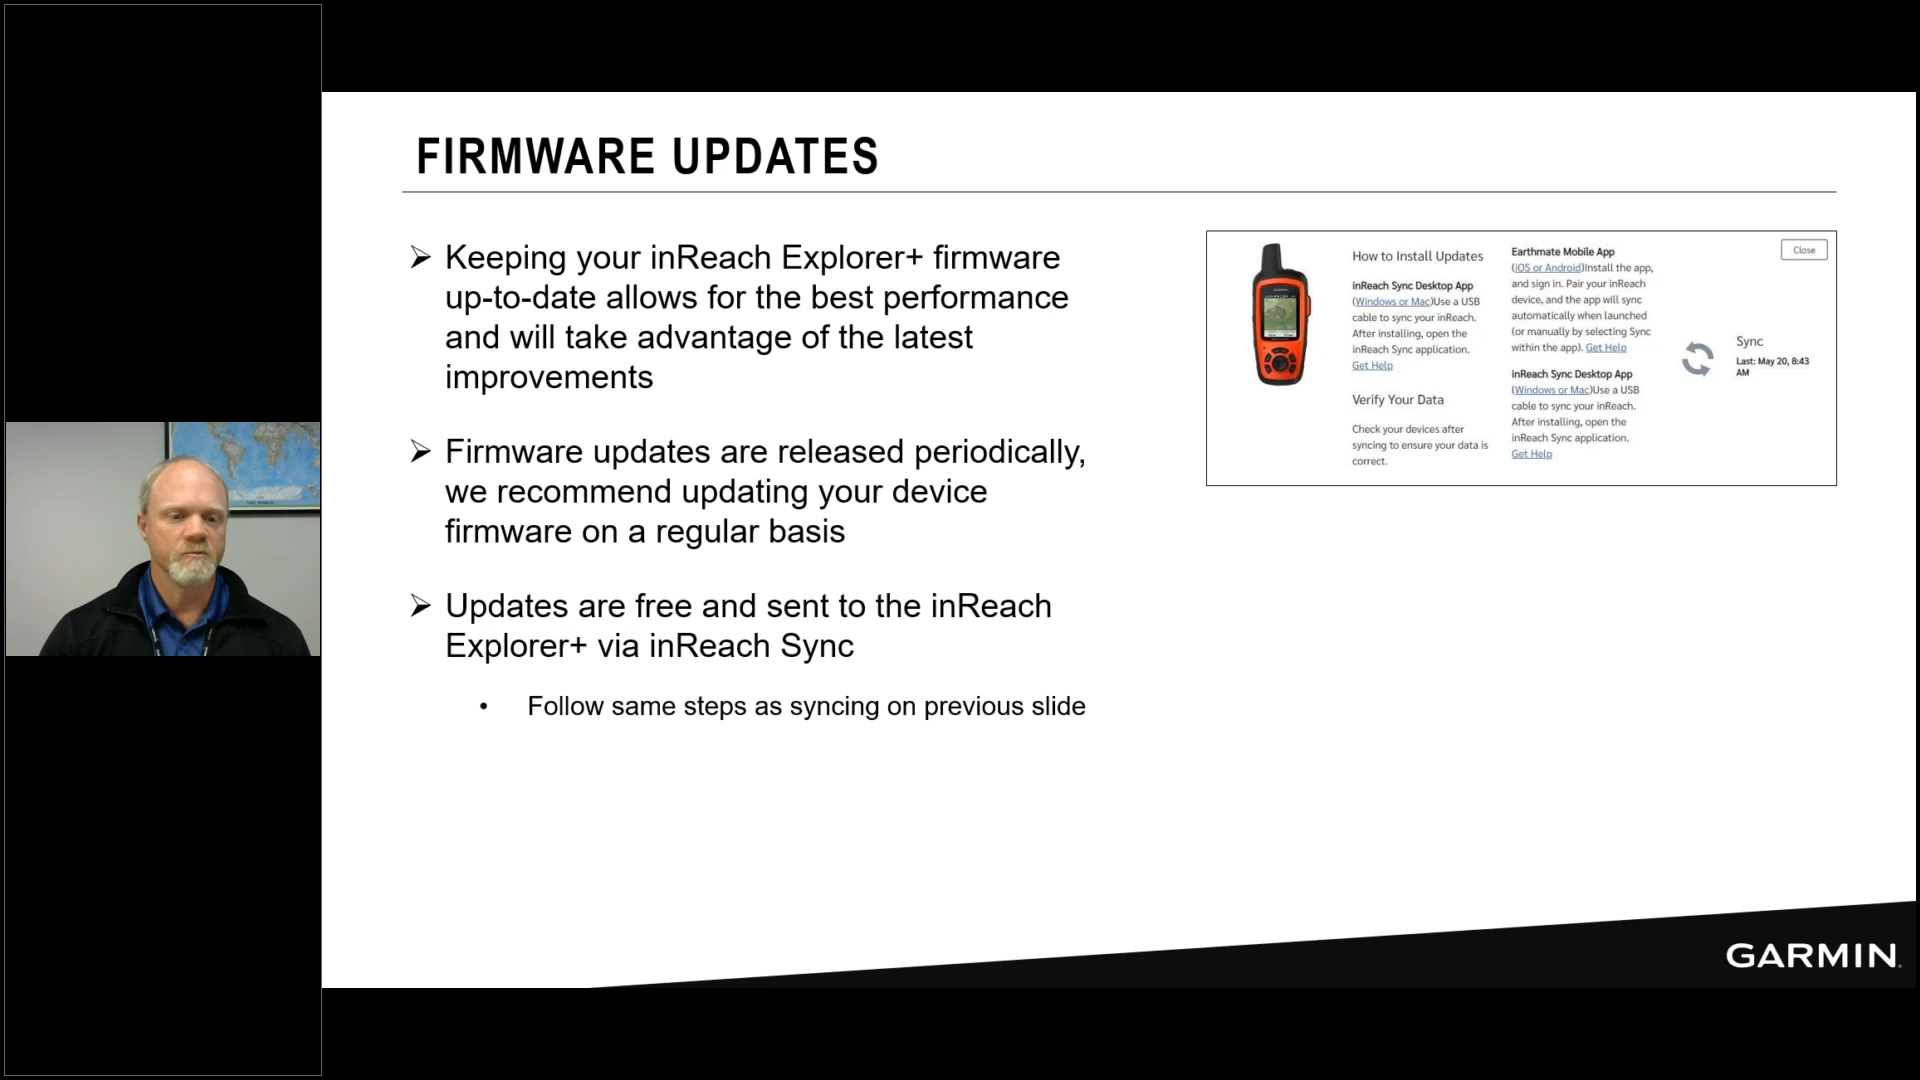 FIRMWARE UPDATES
➢ Keeping your inReach Explorer+ firmware
up-to-date allows for the best performance
and will take advantage of the latest
improvements
➢ Firmware updates are released periodically,
we recommend updating your device
firmware on a regular basis
➢ Updates are free and sent to the inReach
Explorer+ via inReach Sync
• Follow same steps as syncing on previous slide
How to Install Updates
inReach Sync Desktop App
(Windows or Mac)Use a USB
cable to sync your inReach.
After installing, open the
inReach Sync application.
Get Help
Verify Your Data
Check your devices after
syncing to ensure your data is
correct.
Earthmate Mobile App
(iOS or Android)Install the app,
and sign in. Pair your inReach
device, and the app will sync
automatically when launched
(or manually by selecting Sync
within the app). Get Help
inReach Sync Desktop App
(Windows or Mac)Use a USB
cable to sync your inReach.
After installing, open the
inReach Sync application.
Get Help
Close
Sync
Last: May 20, 8:43
AM
THE WORLD
GARMIN